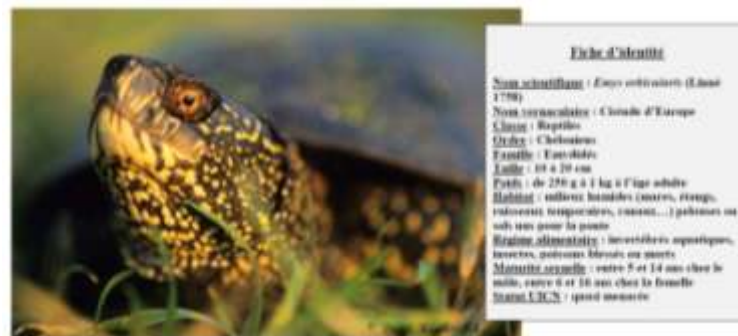 Fiche d'identité
Nom scientifique : Emys orbicularis (Linné
1758)
Nom vernaculaire : Cistude d'Europe
Classe : Reptiles
Ordre : Chéloniens
Famille : Emydidés
Taille : 10 à 20 cm
Poids : de 250 g à 1 kg à l'âge adulte
Habitat : milieux humides (mares, étangs,
ruisseaux temporaires, canaux…) pelouses ou
sols nus pour la ponte
Régime alimentaire : invertébrés aquatiques,
insectes, poissons blessés ou morts
Maturité sexuelle : entre 5 et 14 ans chez le
mâle, entre 6 et 16 ans chez la femelle
Statut UICN : quasi menacée